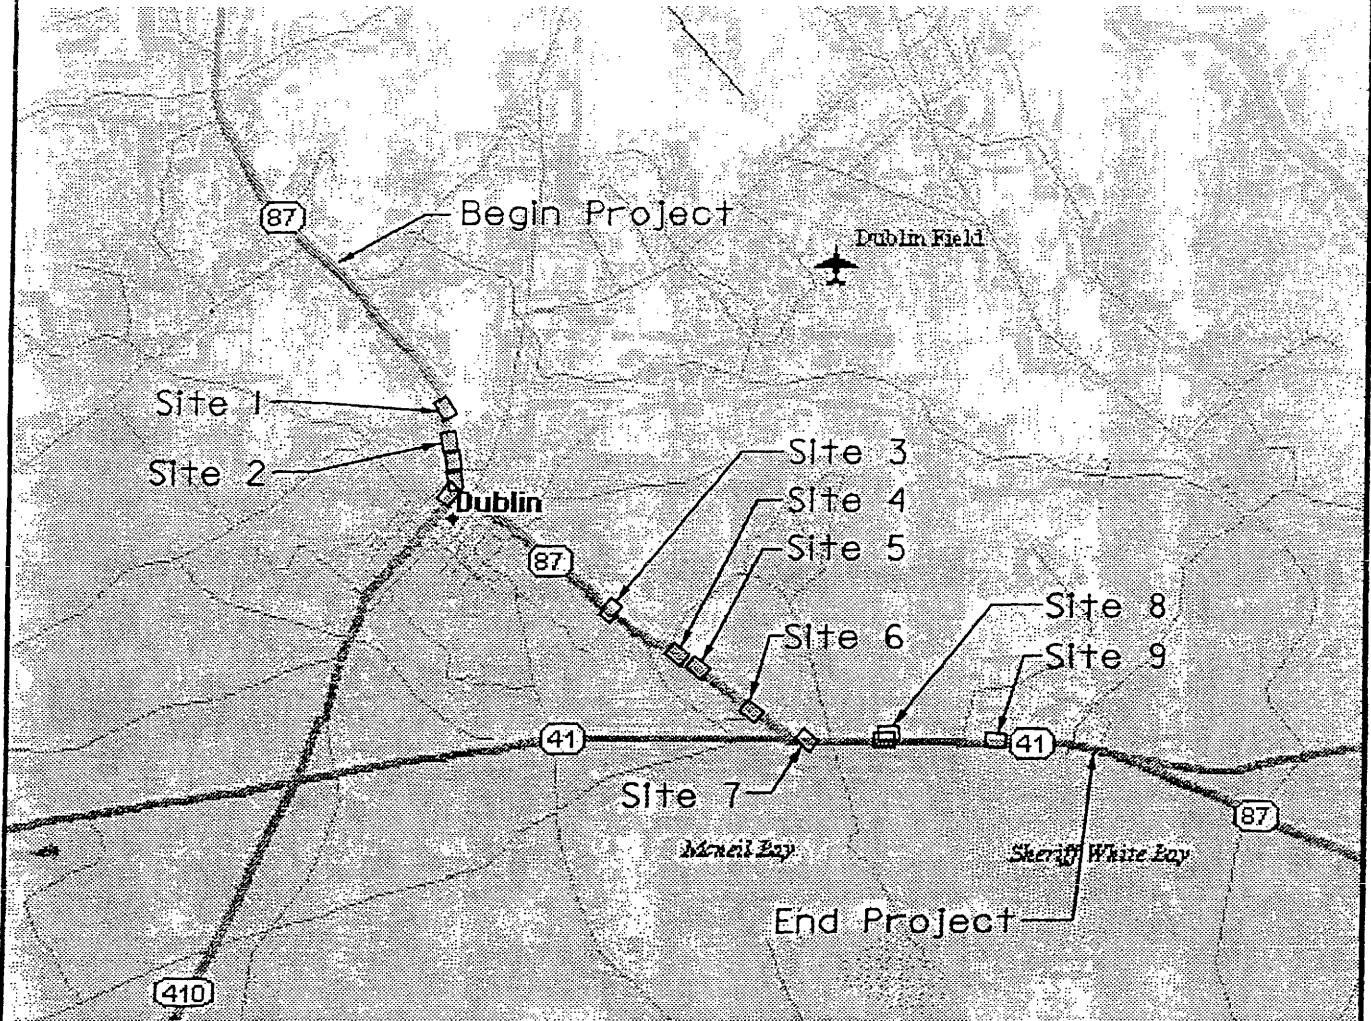 87
Begin Project
Dublin Field
Site 1
Site 2
Dublin
Site 3
Site 4
Site 5
87
Site 8
Site 6
Site 9
41
41
Site 7
87
Mcneil Bay
Sheriff White Bay
End Project
410